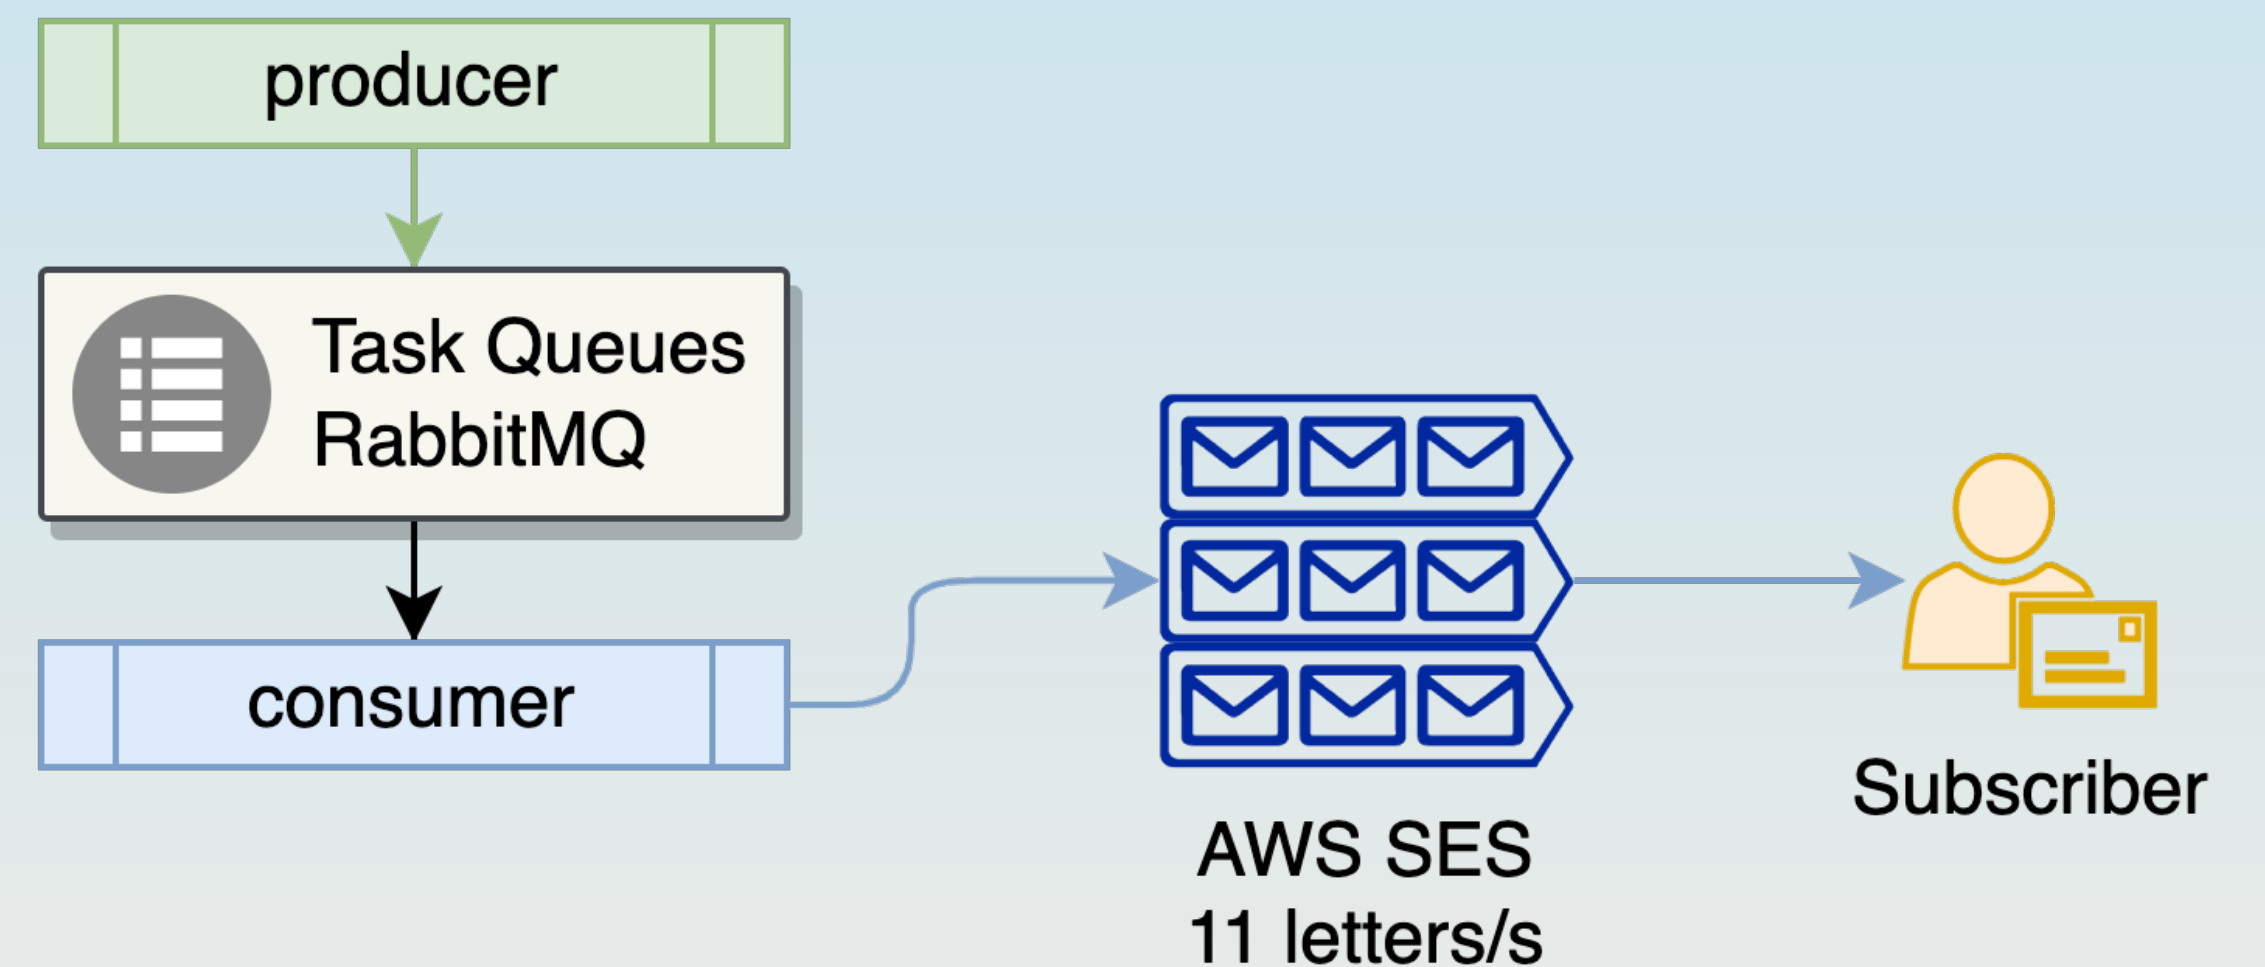 producer
Task Queues
RabbitMQ
consumer
AWS SES
11 letters/s
Subscriber